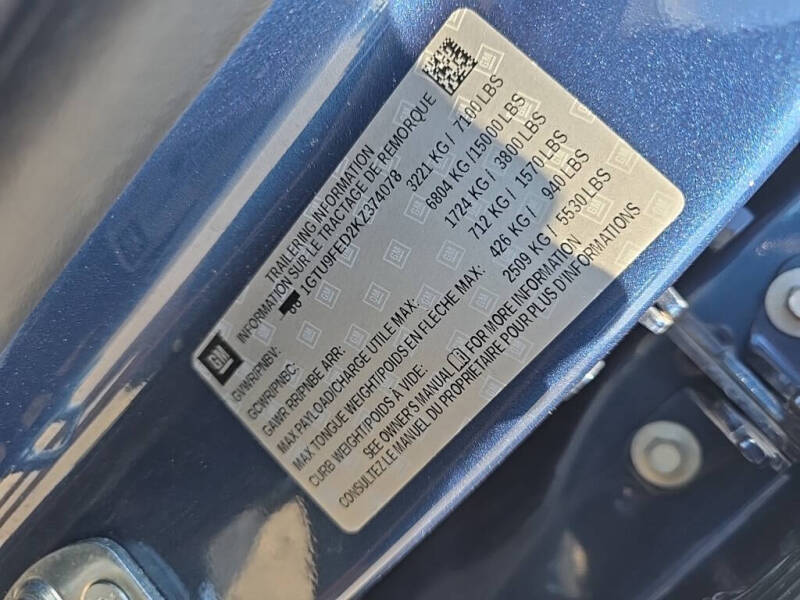 TRAILERING INFORMATION
INFORMATION SUR LE TRACTAGE DE REMORQUE
1GTU9FED2KZ374078
GM
GVWR/PNBV: 3221 KG / 7100 LBS
GCWR/PNBC: 6804 KG /15000 LBS
GAWR RR/PNBE ARR: 1724 KG / 3800 LBS
MAX PAYLOAD/CHARGE UTILE MAX: 712 KG / 1570 LBS
MAX TONGUE WEIGHT/POIDS EN FLÈCHE MAX: 426 KG / 940 LBS
CURB WEIGHT/POIDS À VIDE: 2509 KG / 5530 LBS
SEE OWNER'S MANUAL FOR MORE INFORMATION
CONSULTEZ LE MANUEL DU PROPRIÉTAIRE POUR PLUS D'INFORMATIONS